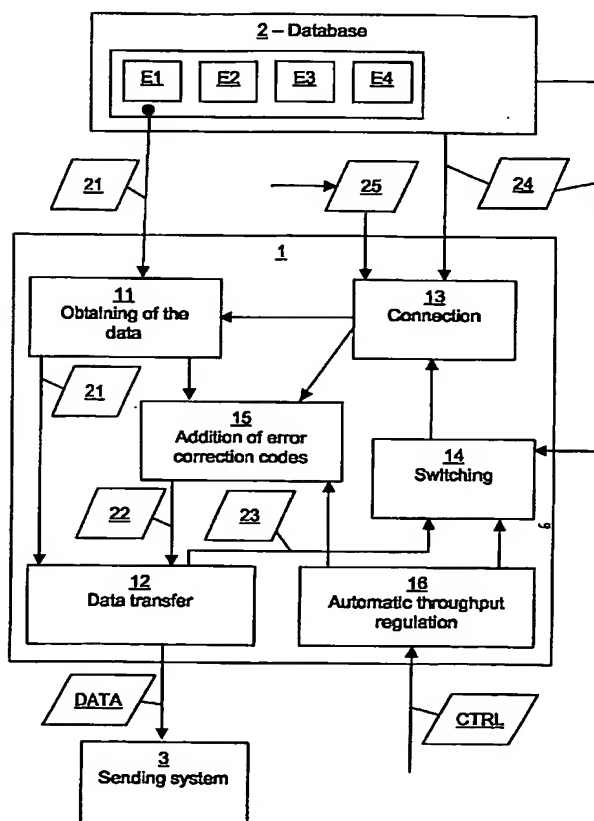 2 – Database
E1 E2 E3 E4
21
25
24
1
11
Obtaining of the
data
13
Connection
21
15
Addition of error
correction codes
14
Switching
22
23
6
12
Data transfer
16
Automatic throughput
regulation
DATA
CTRL
3
Sending system